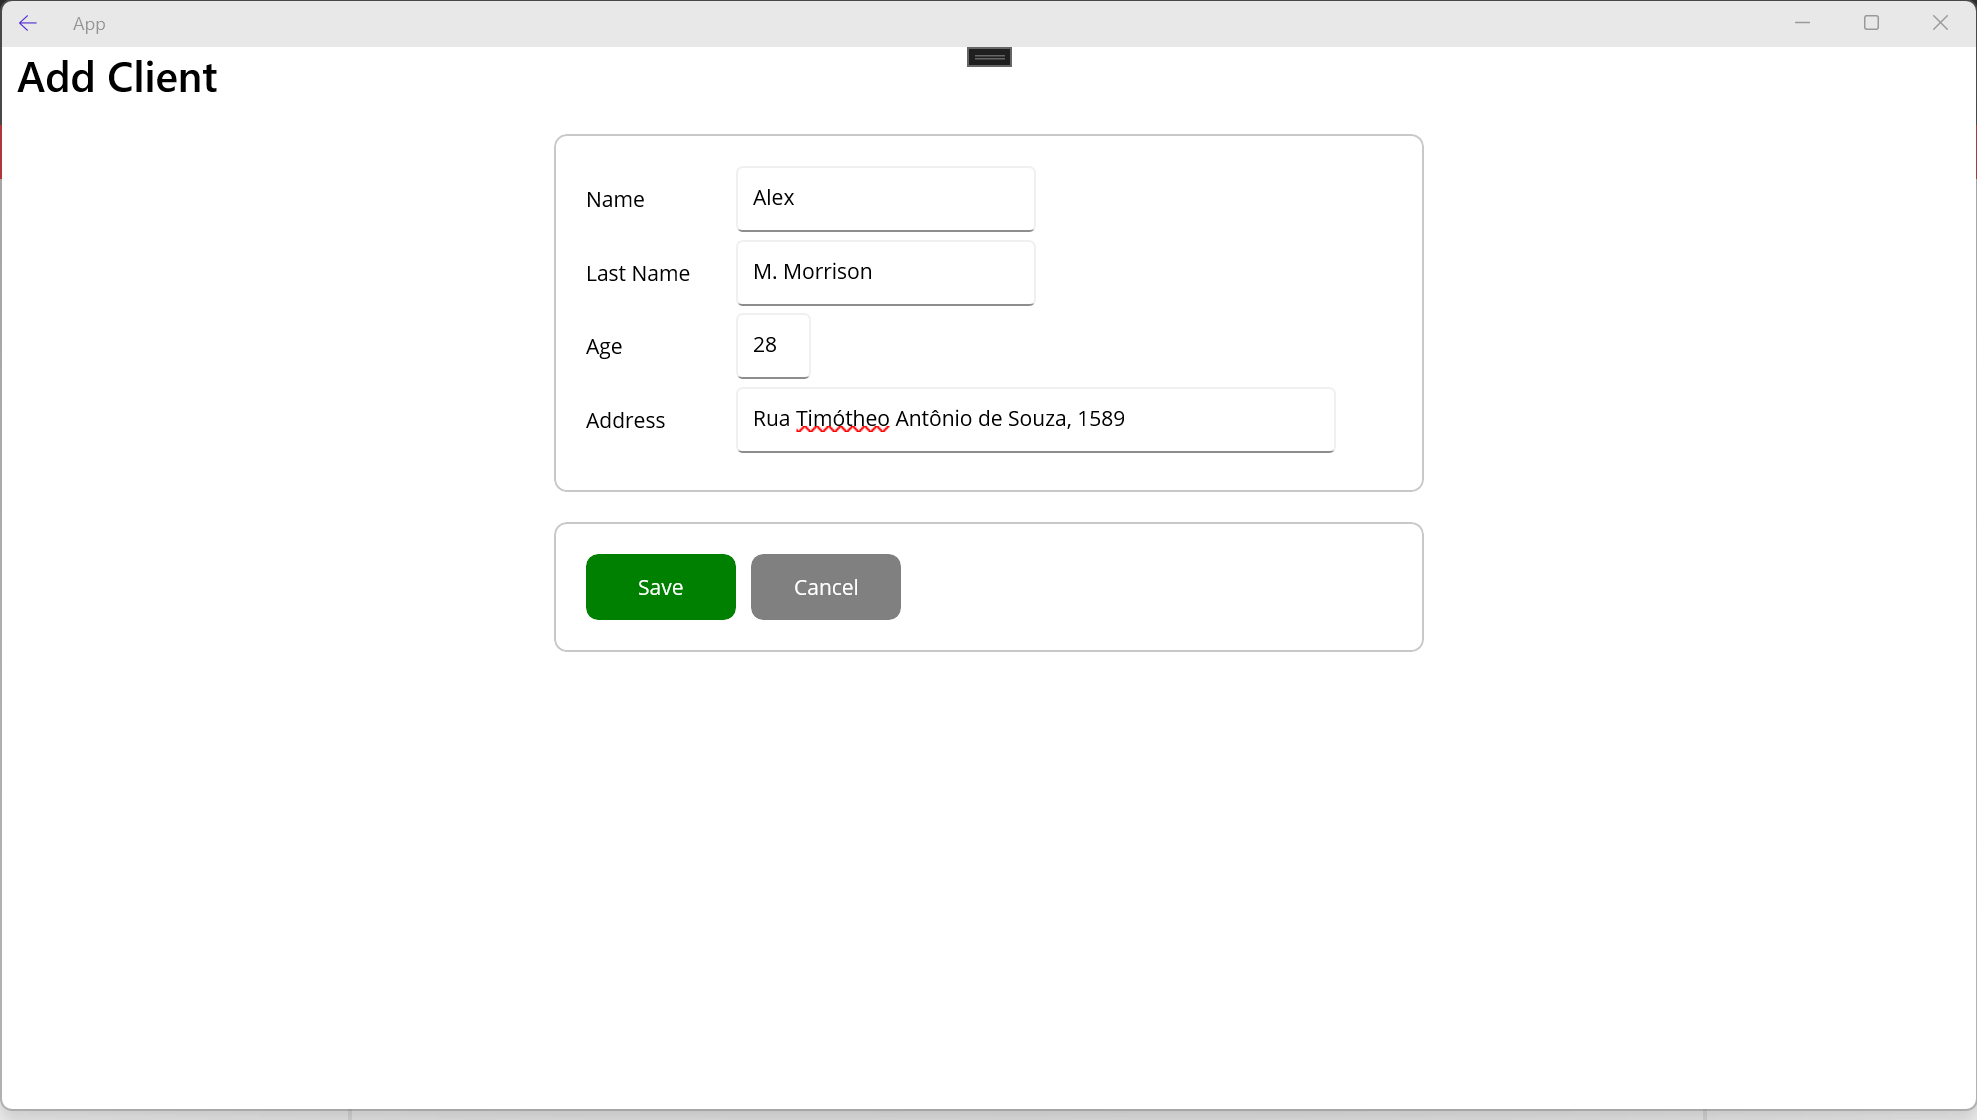 App
Add Client
Name
Alex
Last Name
M. Morrison
Age
28
Address
Rua Timótheo Antônio de Souza, 1589
Save
Cancel